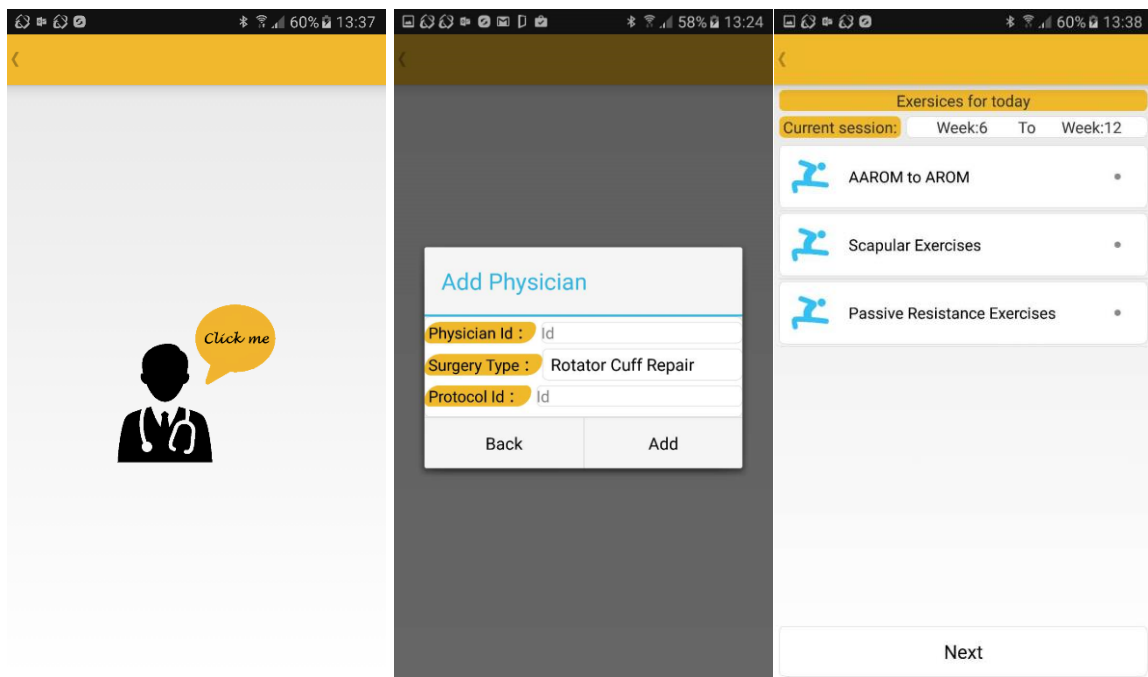 60% 13:37
Click me
58% 13:24
Add Physician
Physician Id : Id
Surgery Type : Rotator Cuff Repair
Protocol Id : Id
Back Add
60% 13:38
Exersices for today
Current session: Week:6 To Week:12
AAROM to AROM
Scapular Exercises
Passive Resistance Exercises
Next